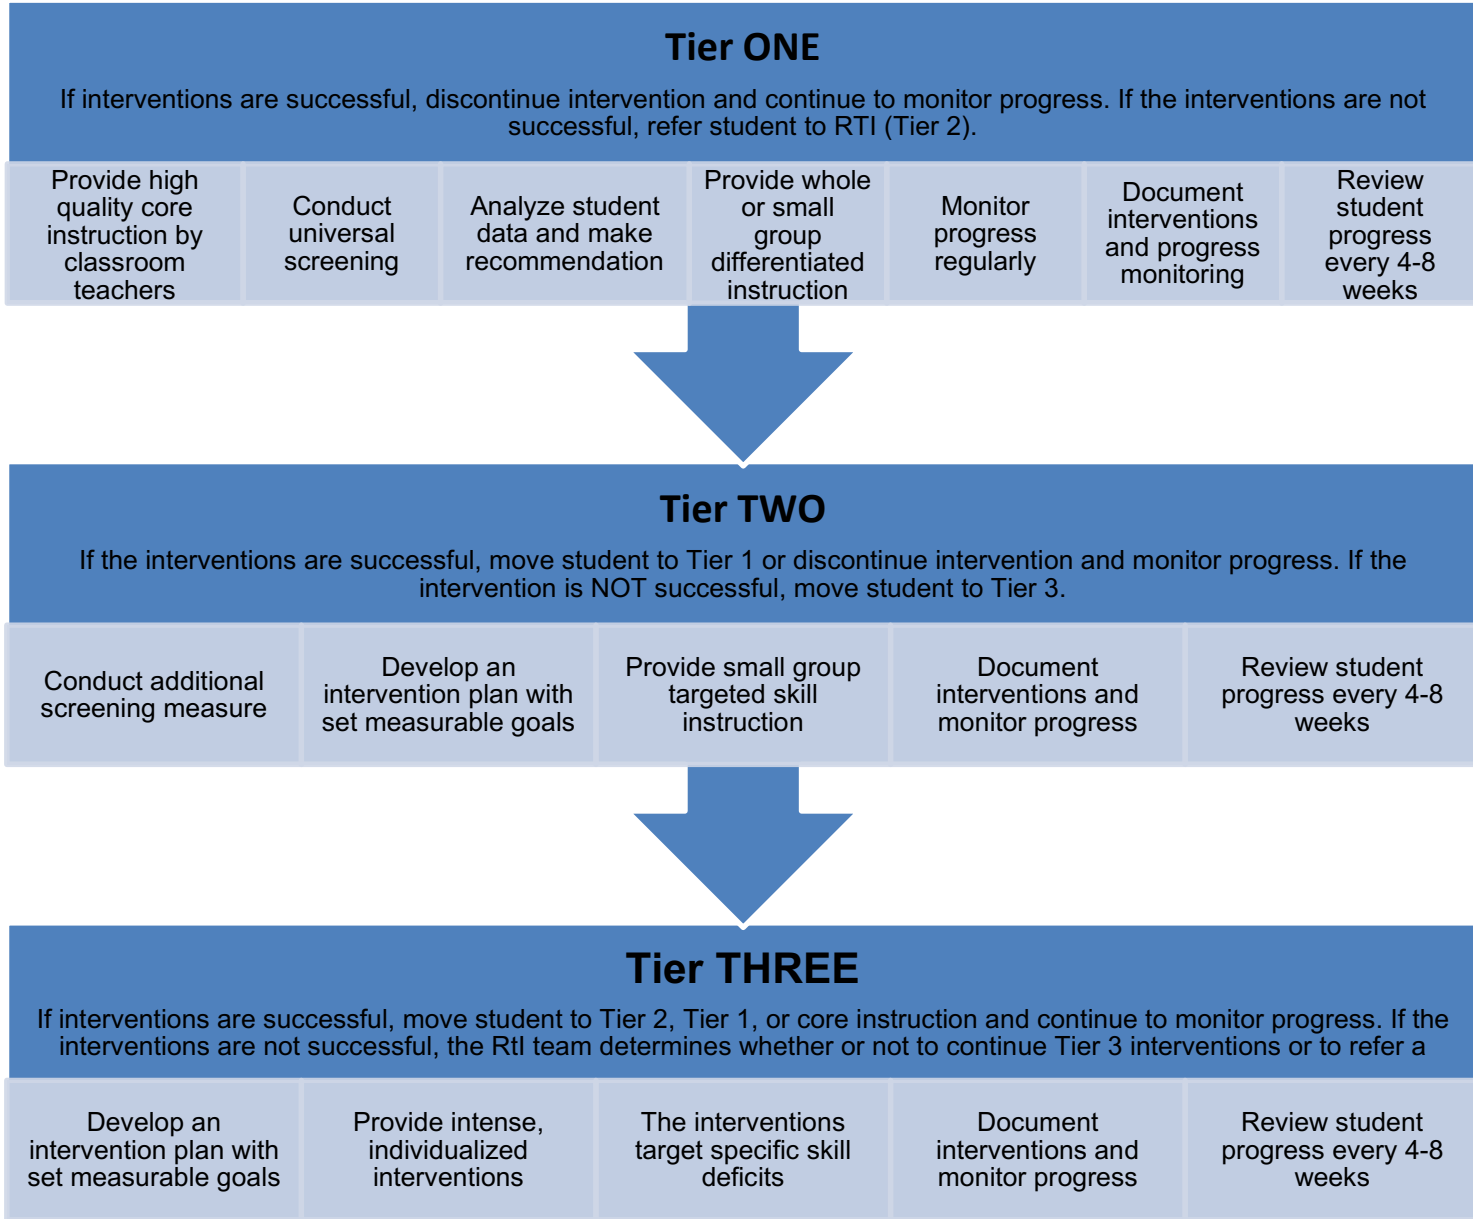 Tier ONE
If interventions are successful, discontinue intervention and continue to monitor progress. If the interventions are not
successful, refer student to RTI (Tier 2).
Provide high
quality core
instruction by
classroom
teachers
Conduct
universal
screening
Analyze student
data and make
recommendation
Provide whole
or small
group
differentiated
instruction
Monitor
progress
regularly
Document
interventions
and progress
monitoring
Review
student
progress
every 4-8
weeks
Tier TWO
If the interventions are successful, move student to Tier 1 or discontinue intervention and monitor progress. If the
intervention is NOT successful, move student to Tier 3.
Conduct additional
screening measure
Develop an
intervention plan with
set measurable goals
Provide small group
targeted skill
instruction
Document
interventions and
monitor progress
Review student
progress every 4-8
weeks
Tier THREE
If interventions are successful, move student to Tier 2, Tier 1, or core instruction and continue to monitor progress. If the
interventions are not successful, the RtI team determines whether or not to continue Tier 3 interventions or to refer a
Develop an
intervention plan with
set measurable goals
Provide intense,
individualized
interventions
The interventions
target specific skill
deficits
Document
interventions and
monitor progress
Review student
progress every 4-8
weeks